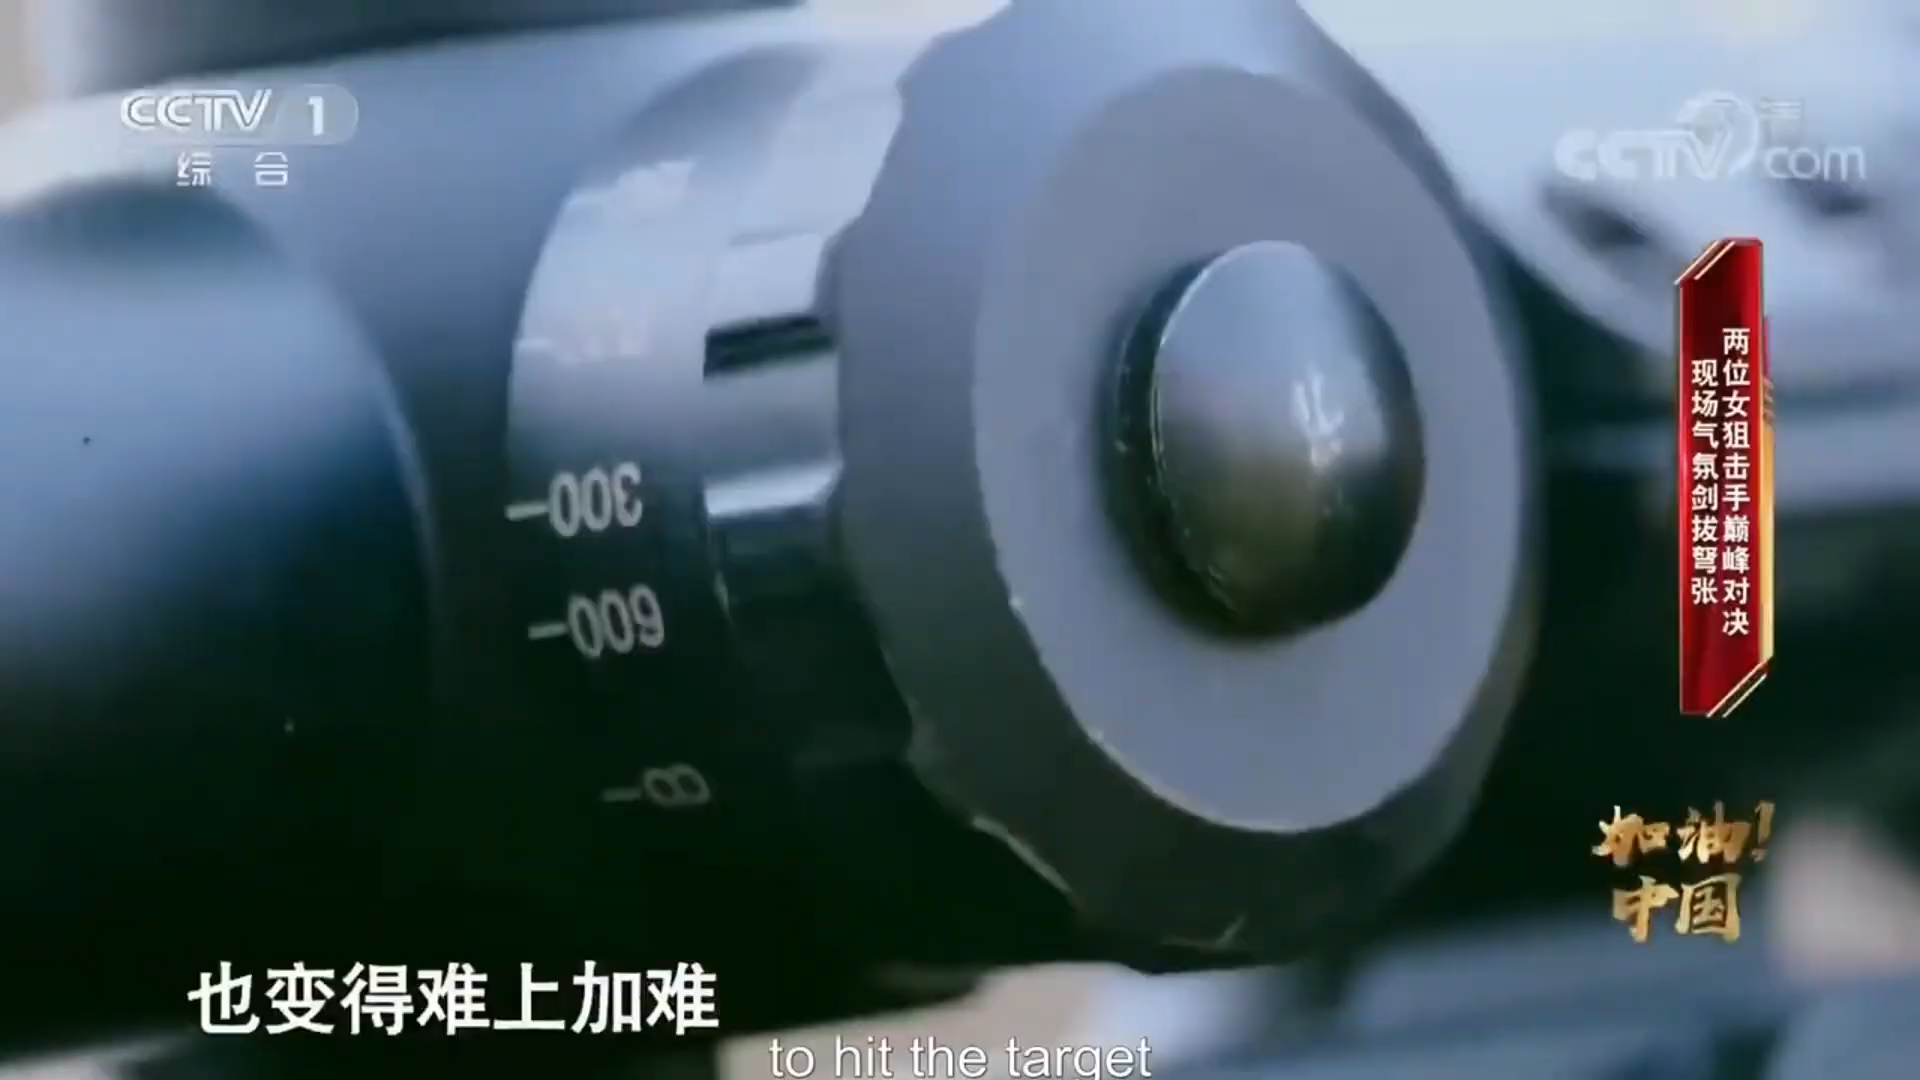 CCTV 1
综合
CCTV.com
两位女狙击手巅峰对决
现场气氛剑拔弩张
300
600
∞
加油！
中国
也变得难上加难
to hit the target